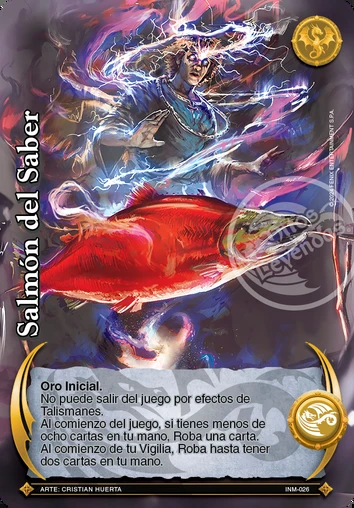 Salmón del Saber
Oro Inicial.
No puede salir del juego por efectos de
Talismanes.
Al comienzo del juego, si tienes menos de
ocho cartas en tu mano, Roba una carta.
Al comienzo de tu Vigilia, Roba hasta tener
dos cartas en tu mano.
ARTE: CRISTIAN HUERTA
INM-026